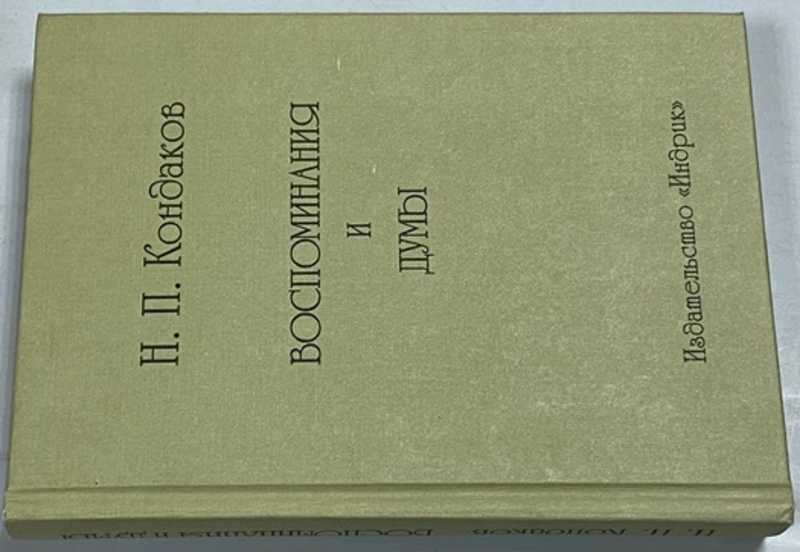 Н. П. Кондаков
ВОСПОМИНАНИЯ
И
ДУМЫ
Издательство «Индрик»
Н. П. Кондаков ВОСПОМИНАНИЯ И ДУМЫ